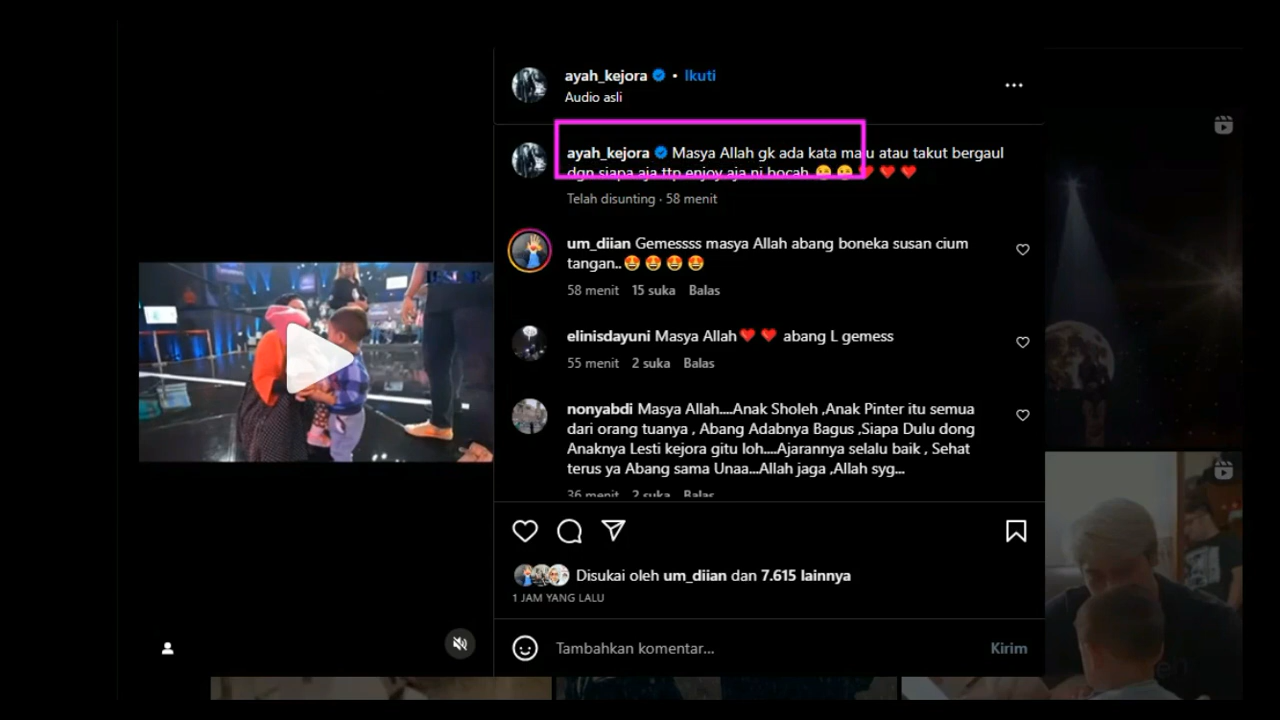 ayah_kejora • Ikuti
Audio asli
ayah_kejora Masya Allah gk ada kata malu atau takut bergaul
dgn siapa aja ttp enjoy aja ni bocah
Telah disunting · 58 menit
um_diian Gemessss masya Allah abang boneka susan cium
tangan..🤩🤩🤩🤩
58 menit 15 suka Balas
elinisdayuni Masya Allah❤️❤️ abang L gemess
55 menit 2 suka Balas
nonyabdi Masya Allah....Anak Sholeh ,Anak Pinter itu semua
dari orang tuanya , Abang Adabnya Bagus ,Siapa Dulu dong
Anaknya Lesti kejora gitu loh....Ajarannya selalu baik , Sehat
terus ya Abang sama Unaa...Allah jaga ,Allah syg...
36 menit 2 suka Balas
Disukai oleh um_diian dan 7.615 lainnya
1 JAM YANG LALU
Tambahkan komentar...
Kirim